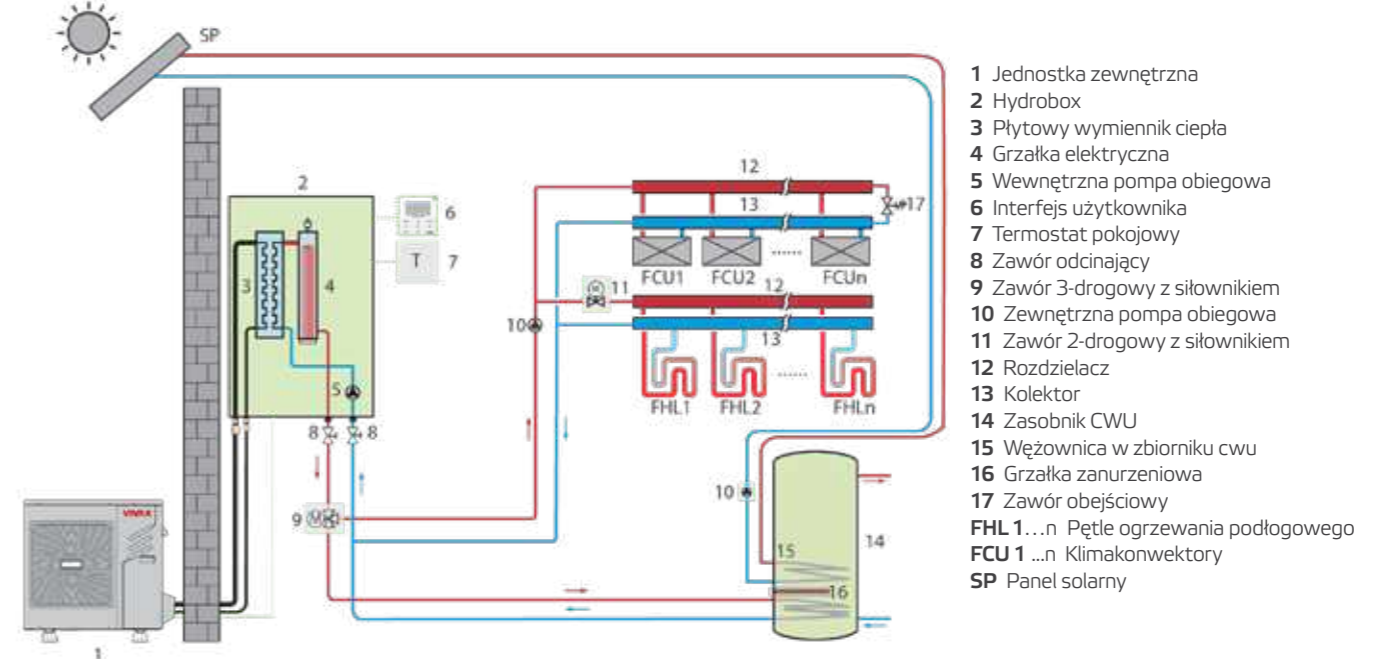 SP
2
6
T
7
3
4
5
8
8
9
1
VIVAX
12
13
17
FCU1
FCU2
......
FCUn
11
12
13
10
FHL1
FHL2
......
FHLn
10
15
14
16
1 Jednostka zewnętrzna
2 Hydrobox
3 Płytowy wymiennik ciepła
4 Grzałka elektryczna
5 Wewnętrzna pompa obiegowa
6 Interfejs użytkownika
7 Termostat pokojowy
8 Zawór odcinający
9 Zawór 3-drogowy z siłownikiem
10 Zewnętrzna pompa obiegowa
11 Zawór 2-drogowy z siłownikiem
12 Rozdzielacz
13 Kolektor
14 Zasobnik CWU
15 Wężownica w zbiorniku cwu
16 Grzałka zanurzeniowa
17 Zawór obejściowy
FHL 1...n Pętle ogrzewania podłogowego
FCU 1 ...n Klimakonwektory
SP Panel solarny